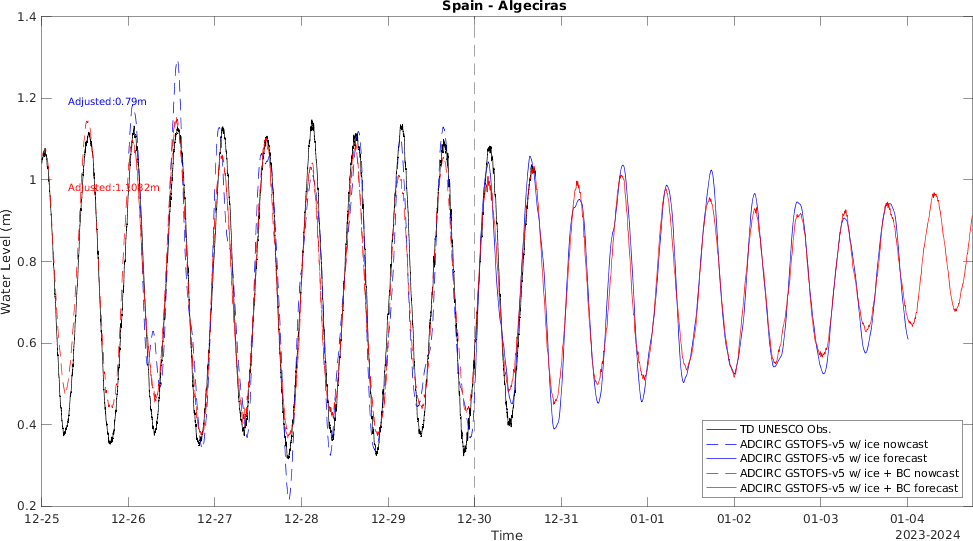 Spain - Algeciras
1.4
1.2
1
0.8
0.6
0.4
0.2
Water Level (m)
Adjusted:0.79m
Adjusted:1.1032m
TD UNESCO Obs.
ADCIRC GSTOFS-v5 w/ ice nowcast
ADCIRC GSTOFS-v5 w/ ice forecast
ADCIRC GSTOFS-v5 w/ ice + BC nowcast
ADCIRC GSTOFS-v5 w/ ice + BC forecast
12-25 12-26 12-27 12-28 12-29 12-30 12-31 01-01 01-02 01-03 01-04
Time
2023-2024